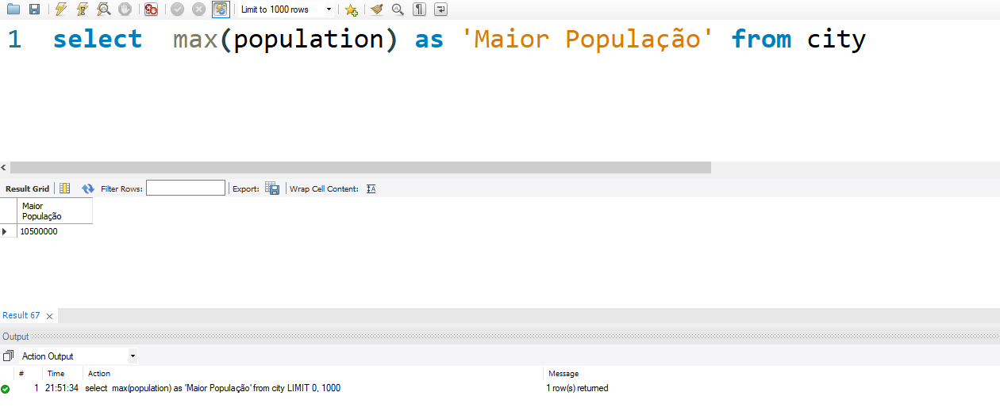 Limit to 1000 rows
1 select  max(population) as 'Maior População' from city
Result Grid Filter Rows: Export: Wrap Cell Content: IA
Maior
População
10500000
Result 67
Output
Action Output
# Time Action Message
1 21:51:34 select  max(population) as 'Maior População' from city LIMIT 0, 1000 1 row(s) returned